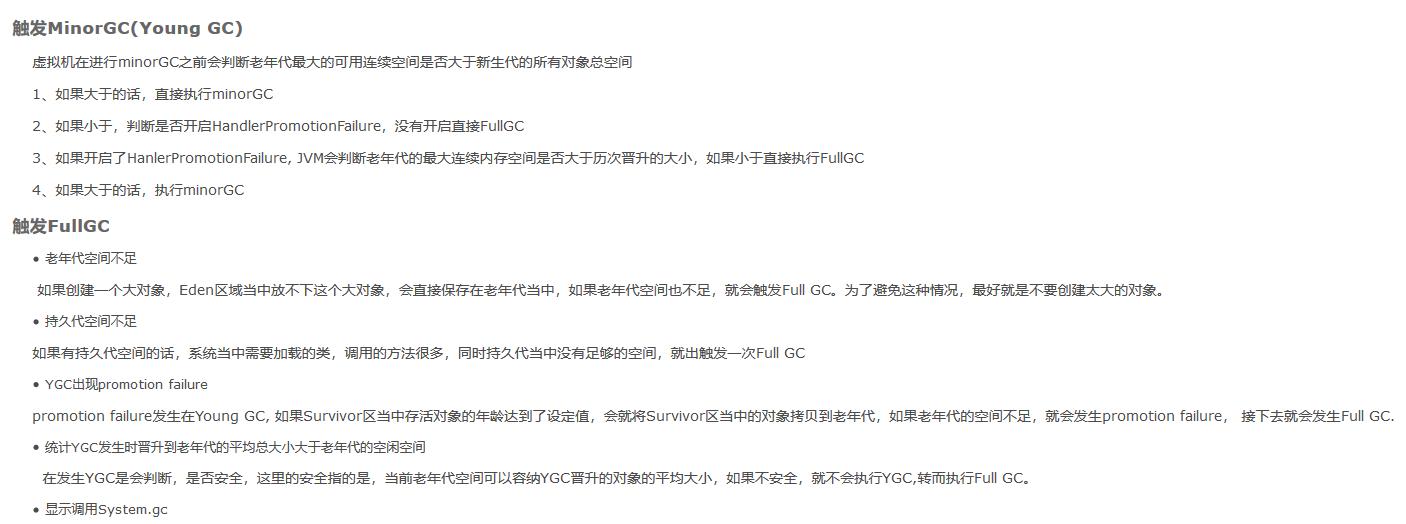 触发MinorGC(Young GC)
虚拟机在进行minorGC之前会判断老年代最大的可用连续空间是否大于新生代的所有对象总空间
1、如果大于的话，直接执行minorGC
2、如果小于，判断是否开启HandlerPromotionFailure，没有开启直接FullGC
3、如果开启了HanlerPromotionFailure, JVM会判断老年代的最大连续内存空间是否大于历次晋升的大小，如果小于直接执行FullGC
4、如果大于的话，执行minorGC
触发FullGC
• 老年代空间不足
如果创建一个大对象，Eden区域当中放不下这个大对象，会直接保存在老年代当中，如果老年代空间也不足，就会触发Full GC。为了避免这种情况，最好就是不要创建太大的对象。
• 持久代空间不足
如果有持久代空间的话，系统当中需要加载的类，调用的方法很多，同时持久代当中没有足够的空间，就出触发一次Full GC
• YGC出现promotion failure
promotion failure发生在Young GC, 如果Survivor区当中存活对象的年龄达到了设定值，会就将Survivor区当中的对象拷贝到老年代，如果老年代的空间不足，就会发生promotion failure， 接下去就会发生Full GC.
• 统计YGC发生时晋升到老年代的平均总大小大于老年代的空闲空间
在发生YGC是会判断，是否安全，这里的安全指的是，当前老年代空间可以容纳YGC晋升的对象的平均大小，如果不安全，就不会执行YGC,转而执行Full GC。
• 显示调用System.gc